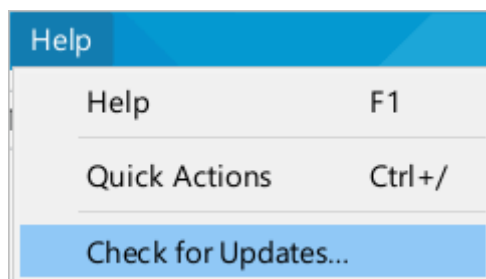 Help
Help F1
Quick Actions Ctrl+/
Check for Updates...